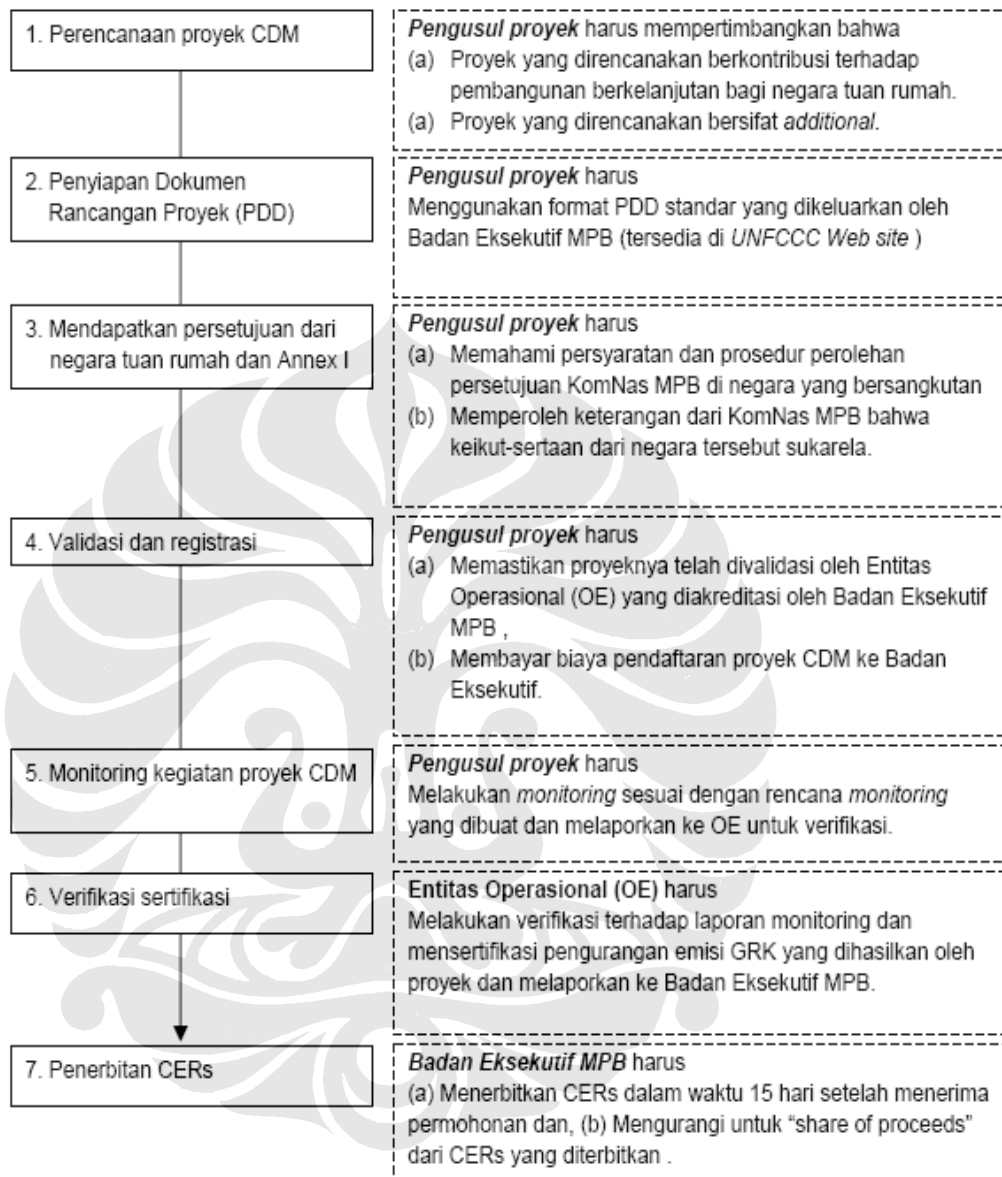 1. Perencanaan proyek CDM
Pengusul proyek harus mempertimbangkan bahwa
(a) Proyek yang direncanakan berkontribusi terhadap
pembangunan berkelanjutan bagi negara tuan rumah.
(a) Proyek yang direncanakan bersifat additional.
2. Penyiapan Dokumen
Rancangan Proyek (PDD)
Pengusul proyek harus
Menggunakan format PDD standar yang dikeluarkan oleh
Badan Eksekutif MPB (tersedia di UNFCCC Web site )
3. Mendapatkan persetujuan dari
negara tuan rumah dan Annex I
Pengusul proyek harus
(a) Memahami persyaratan dan prosedur perolehan
persetujuan KomNas MPB di negara yang bersangkutan
(b) Memperoleh keterangan dari KomNas MPB bahwa
keikut-sertaan dari negara tersebut sukarela.
4. Validasi dan registrasi
Pengusul proyek harus
(a) Memastikan proyeknya telah divalidasi oleh Entitas
Operasional (OE) yang diakreditasi oleh Badan Eksekutif
MPB ,
(b) Membayar biaya pendaftaran proyek CDM ke Badan
Eksekutif.
5. Monitoring kegiatan proyek CDM
Pengusul proyek harus
Melakukan monitoring sesuai dengan rencana monitoring
yang dibuat dan melaporkan ke OE untuk verifikasi.
6. Verifikasi sertifikasi
Entitas Operasional (OE) harus
Melakukan verifikasi terhadap laporan monitoring dan
mensertifikasi pengurangan emisi GRK yang dihasilkan oleh
proyek dan melaporkan ke Badan Eksekutif MPB.
7. Penerbitan CERs
Badan Eksekutif MPB harus
(a) Menerbitkan CERs dalam waktu 15 hari setelah menerima
permohonan dan, (b) Mengurangi untuk “share of proceeds”
dari CERs yang diterbitkan .